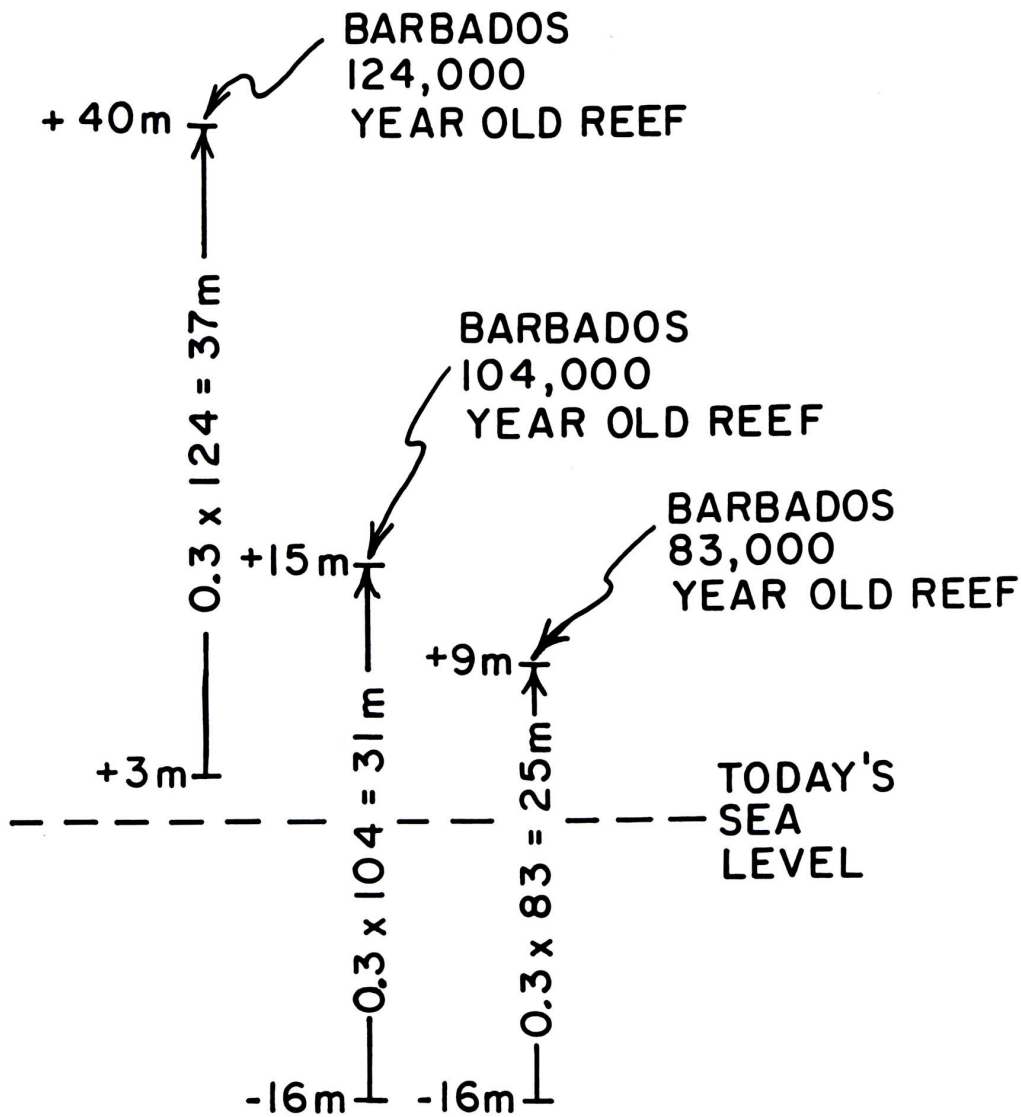 BARBADOS
124,000
YEAR OLD REEF
+40m
0.3 x 124 = 37m
+3m
BARBADOS
104,000
YEAR OLD REEF
+15m
0.3 x 104 = 31m
-16m
BARBADOS
83,000
YEAR OLD REEF
+9m
0.3 x 83 = 25m
-16m
TODAY'S
SEA
LEVEL